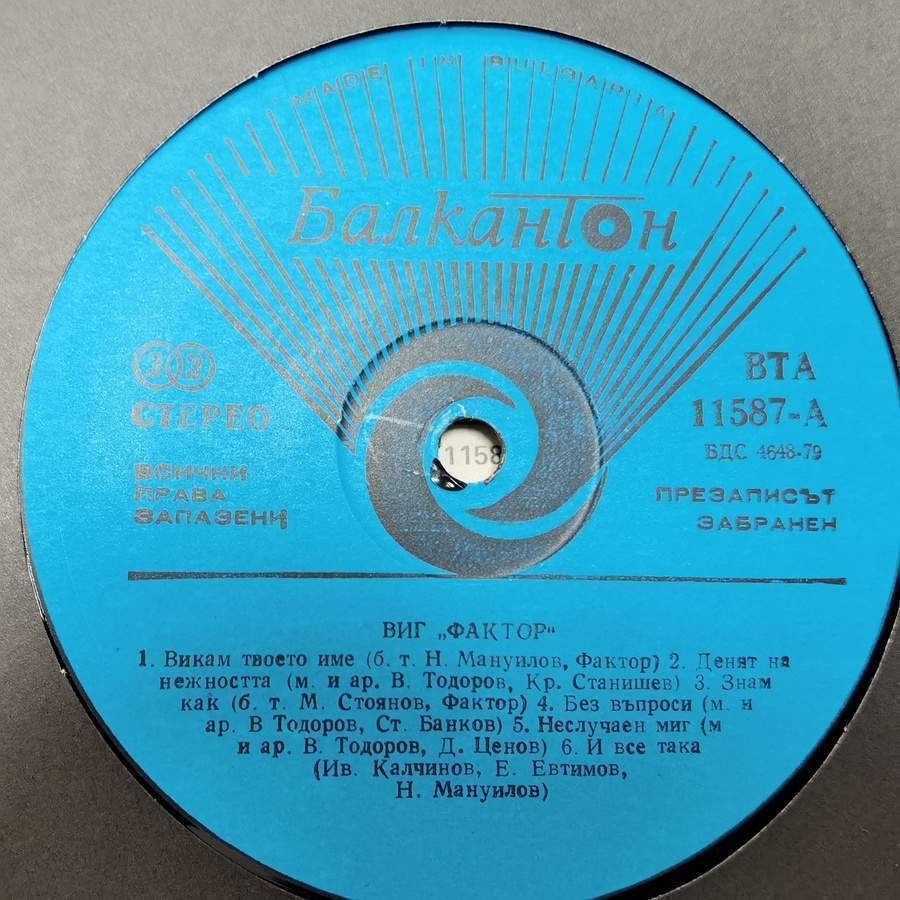 MADE IN BULGARIA
Балкантон
33
СТЕРЕО
ВСИЧКИ
ПРАВА
ЗАПАЗЕНИ
ВТА
11587-А
БДС 4648-79
ПРЕЗАПИСЪТ
ЗАБРАНЕН
1158
ВИГ „ФАКТОР“
1. Викам твоето име (б. т. Н. Мануилов, Фактор) 2. Денят на
нежността (м. и ар. В. Тодоров, Кр. Станишев) 3. Знам
как (б. т. М. Стоянов, Фактор) 4. Без въпроси (м. и
ар. В Тодоров, Ст. Банков) 5. Неслучаен миг (м
и ар. В. Тодоров, Д. Ценов) 6. И все така
(Ив. Калчинов, Е. Евтимов,
Н. Мануилов)